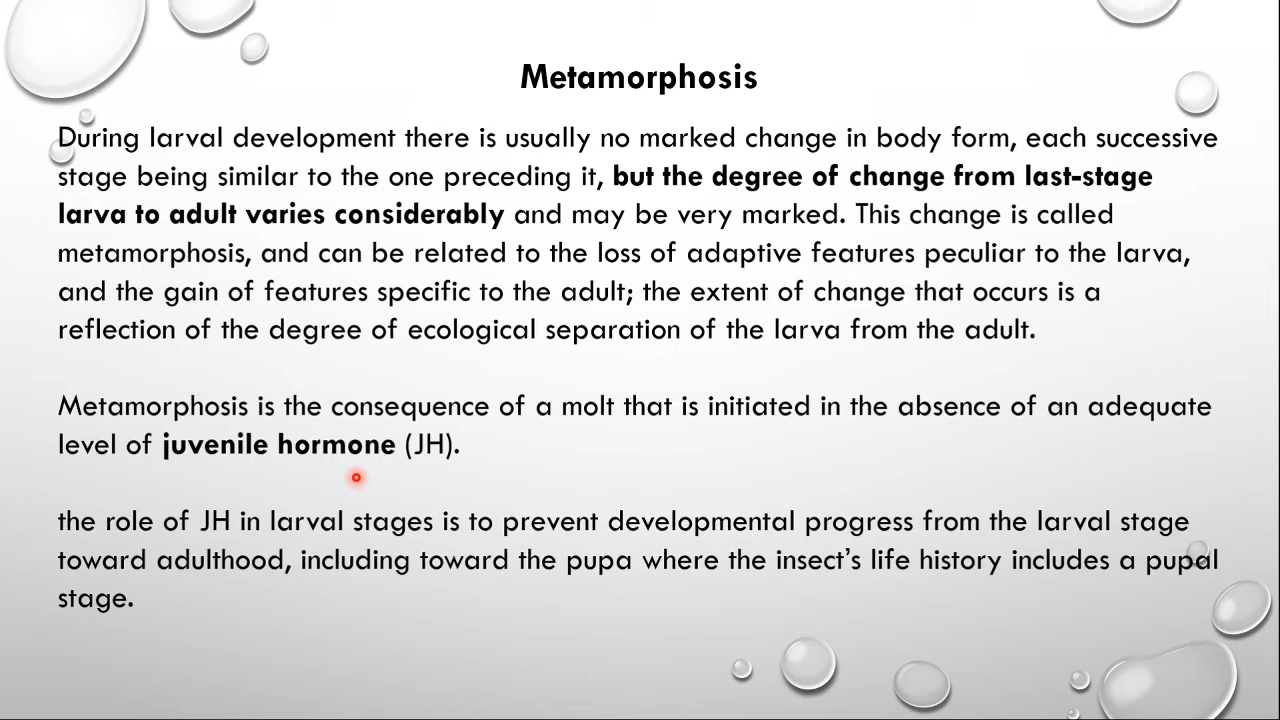 Metamorphosis
During larval development there is usually no marked change in body form, each successive
stage being similar to the one preceding it, but the degree of change from last-stage
larva to adult varies considerably and may be very marked. This change is called
metamorphosis, and can be related to the loss of adaptive features peculiar to the larva,
and the gain of features specific to the adult; the extent of change that occurs is a
reflection of the degree of ecological separation of the larva from the adult.
Metamorphosis is the consequence of a molt that is initiated in the absence of an adequate
level of juvenile hormone (JH).
the role of JH in larval stages is to prevent developmental progress from the larval stage
toward adulthood, including toward the pupa where the insect’s life history includes a pupal
stage.